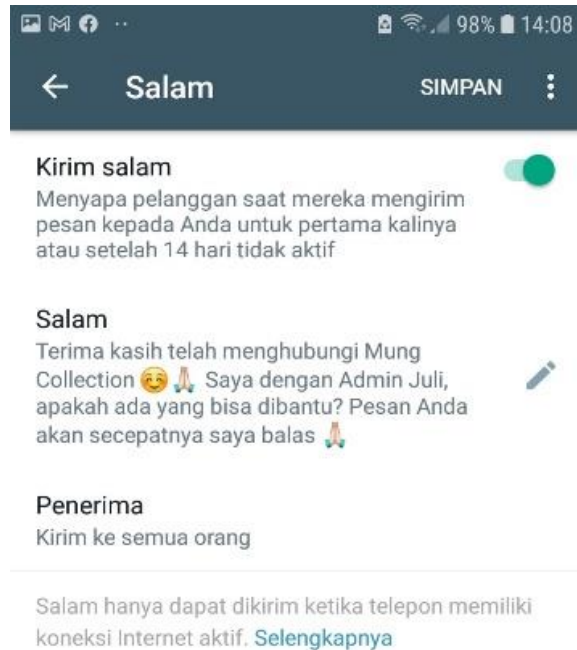 98% 14:08
Salam SIMPAN
Kirim salam
Menyapa pelanggan saat mereka mengirim
pesan kepada Anda untuk pertama kalinya
atau setelah 14 hari tidak aktif
Salam
Terima kasih telah menghubungi Mung
Collection ☺️🙏🏻 Saya dengan Admin Juli,
apakah ada yang bisa dibantu? Pesan Anda
akan secepatnya saya balas 🙏🏻
Penerima
Kirim ke semua orang
Salam hanya dapat dikirim ketika telepon memiliki
koneksi Internet aktif. Selengkapnya